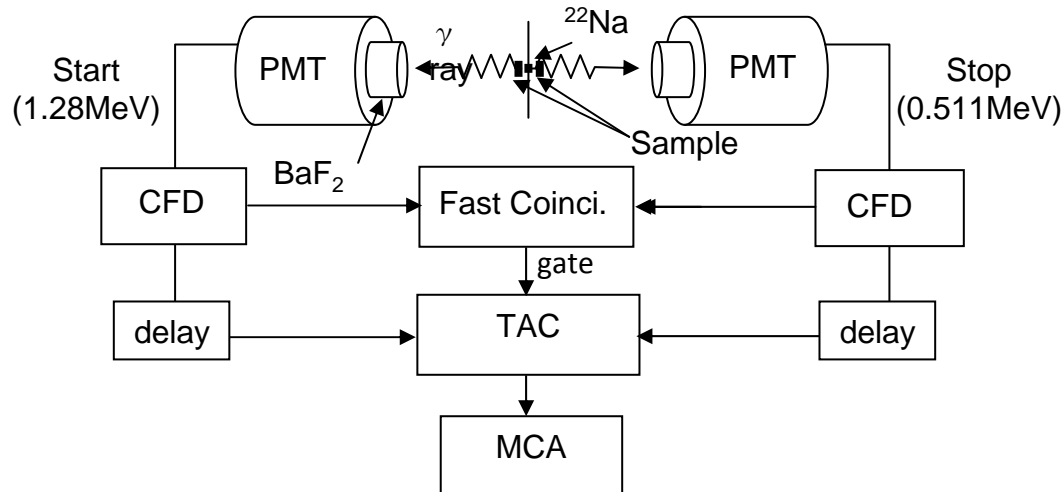 γ
ray
²²Na
Start
(1.28MeV)
PMT
PMT
Stop
(0.511MeV)
Sample
BaF₂
CFD
Fast Coinci.
CFD
gate
delay
TAC
delay
MCA